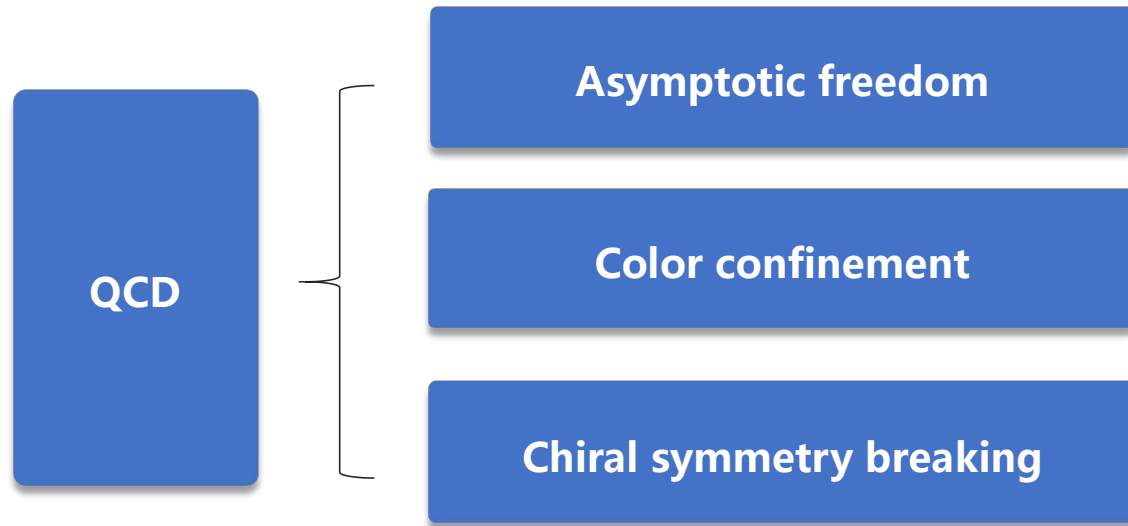 QCD
Asymptotic freedom
Color confinement
Chiral symmetry breaking